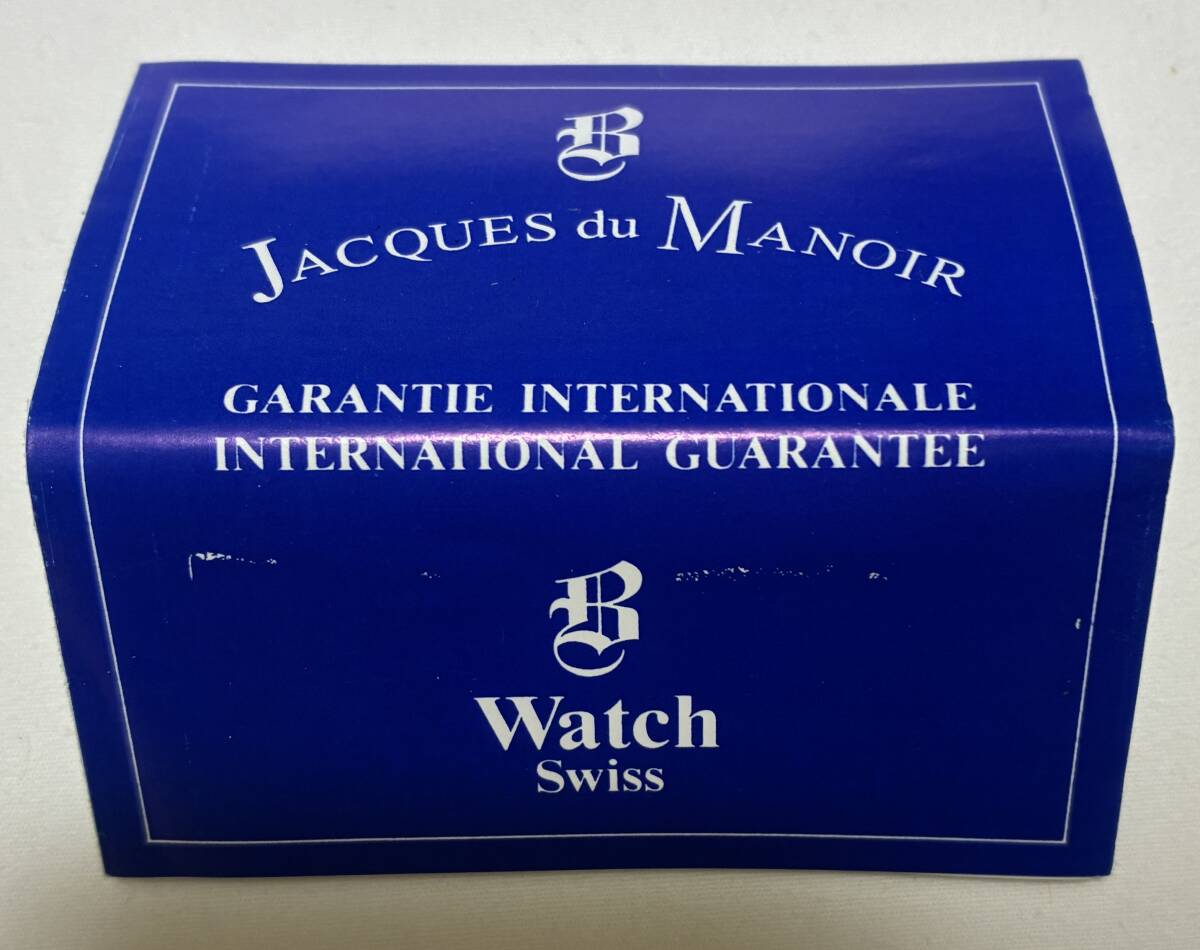 B
JACQUES du MANOIR
GARANTIE INTERNATIONALE
INTERNATIONAL GUARANTEE
B
Watch
Swiss